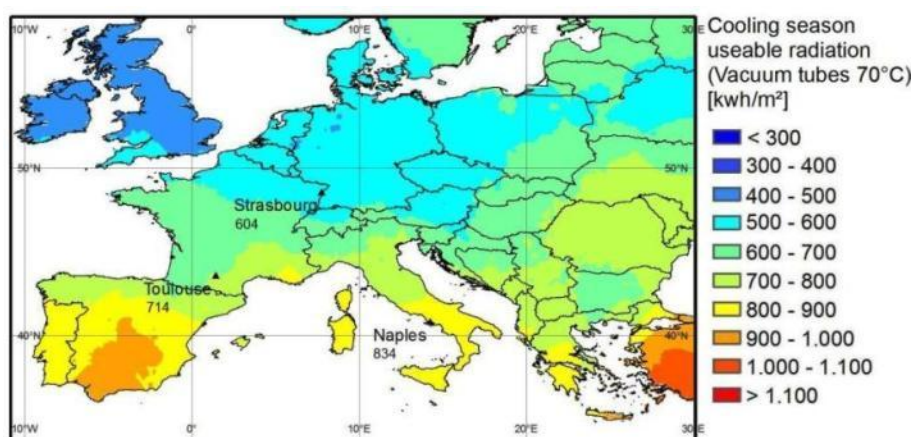 10°W 0° 10°E 20°E 30°E
Cooling season
useable radiation
(Vacuum tubes 70°C)
[kwh/m²]
< 300
300 - 400
400 - 500
500 - 600
600 - 700
700 - 800
800 - 900
900 - 1.000
1.000 - 1.100
> 1.100
50°N 50°N
Strasbourg
604
Toulouse
714
40°N 40°N
Naples
834
10°W 0° 10°E 20°E 30°E